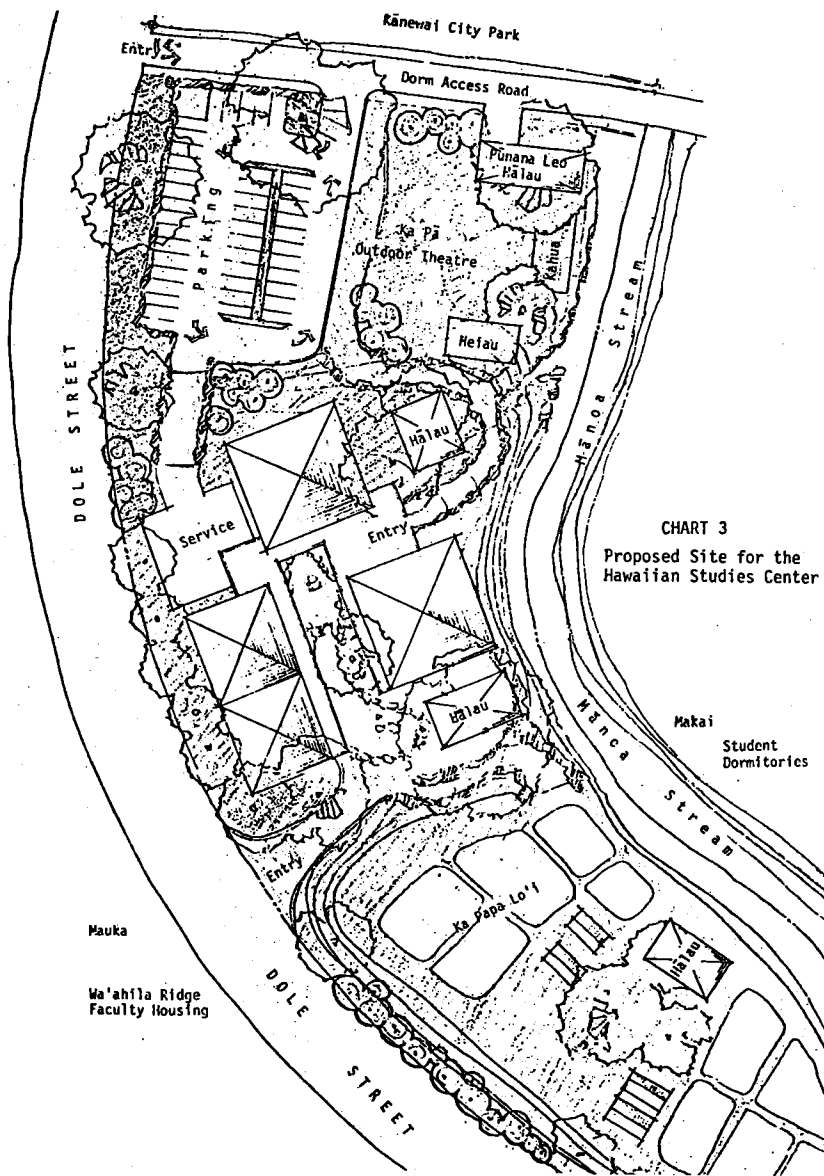 Kānewai City Park
Entry
Dorm Access Road
Pūnana Leo
Hālau
Parking
Ka Pā
Outdoor Theatre
Kahua
Heiau
Mānoa Stream
DOLE STREET
Hālau
Service
Entry
CHART 3
Proposed Site for the
Hawaiian Studies Center
Hālau
Makai
Student
Dormitories
Mānoa Stream
Entry
Ka Papa Lo'i
Hālau
Mauka
Wa'ahila Ridge
Faculty Housing
DOLE STREET